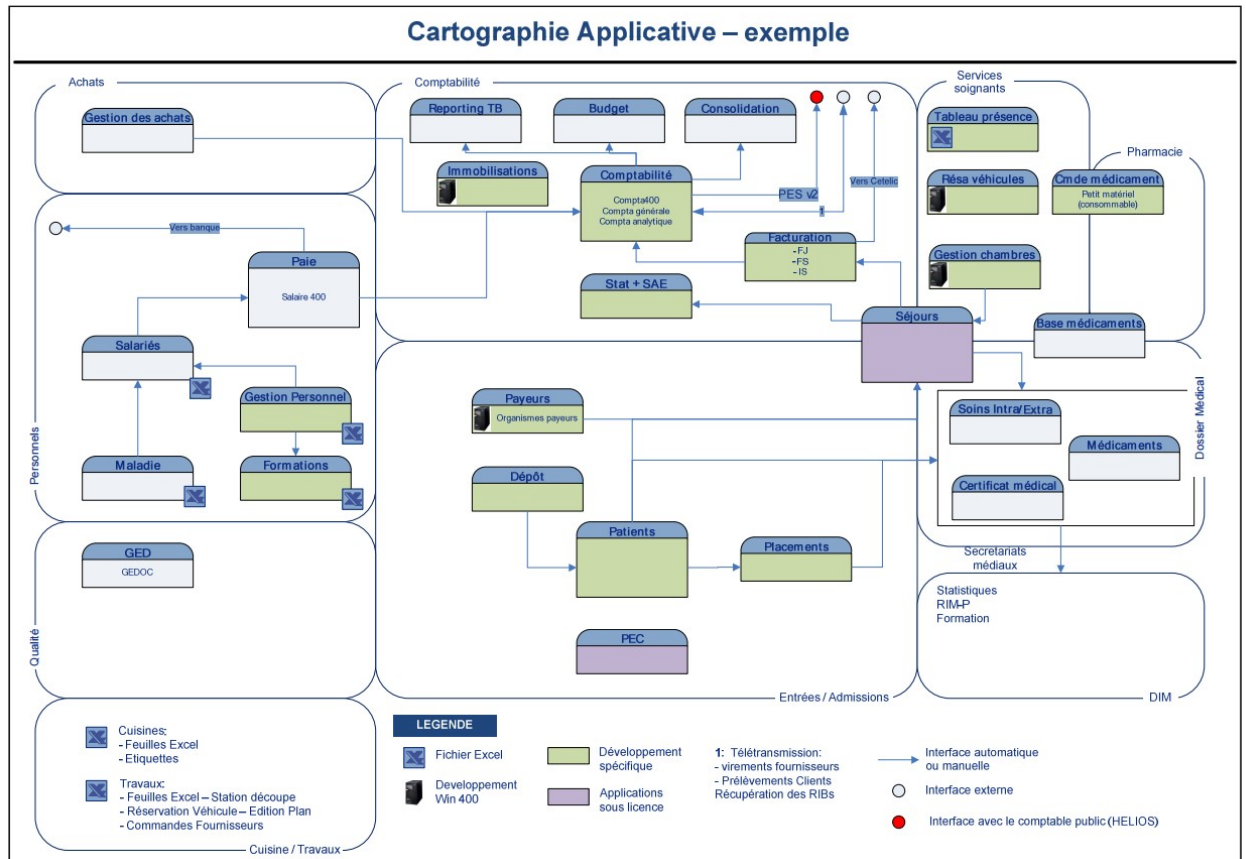 Cartographie Applicative – exemple
Achats
Gestion des achats
Comptabilité
Reporting TB
Budget
Consolidation
Immobilisations
Comptabilité
Compta400
Compta générale
Compta analytique
PES v2
1
Vers Cetelic
Facturation
- FJ
- FS
- IS
Stat + SAE
Séjours
Services
soignants
Tableau présence
Résa véhicules
Gestion chambres
Pharmacie
Cmde médicament
Petit matériel
(consommable)
Base médicaments
Personnels
Vers banque
Paie
Salaire 400
Salariés
Gestion Personnel
Maladie
Formations
Payeurs
Organismes payeurs
Dépôt
Patients
Placements
PEC
Entrées / Admissions
Dossier Médical
Soins Intra/Extra
Médicaments
Certificat médical
Secretariats
médiaux
Statistiques
RIM-P
Formation
DIM
Qualité
GED
GEDOC
Cuisines:
- Feuilles Excel
- Etiquettes
Travaux:
- Feuilles Excel – Station découpe
- Réservation Véhicule – Edition Plan
- Commandes Fournisseurs
Cuisine / Travaux
LEGENDE
Fichier Excel
Developpement
Win 400
Développement
spécifique
Applications
sous licence
1: Télétransmission:
- virements fournisseurs
- Prélèvements Clients
Récupération des RIBs
Interface automatique
ou manuelle
Interface externe
Interface avec le comptable public (HELIOS)